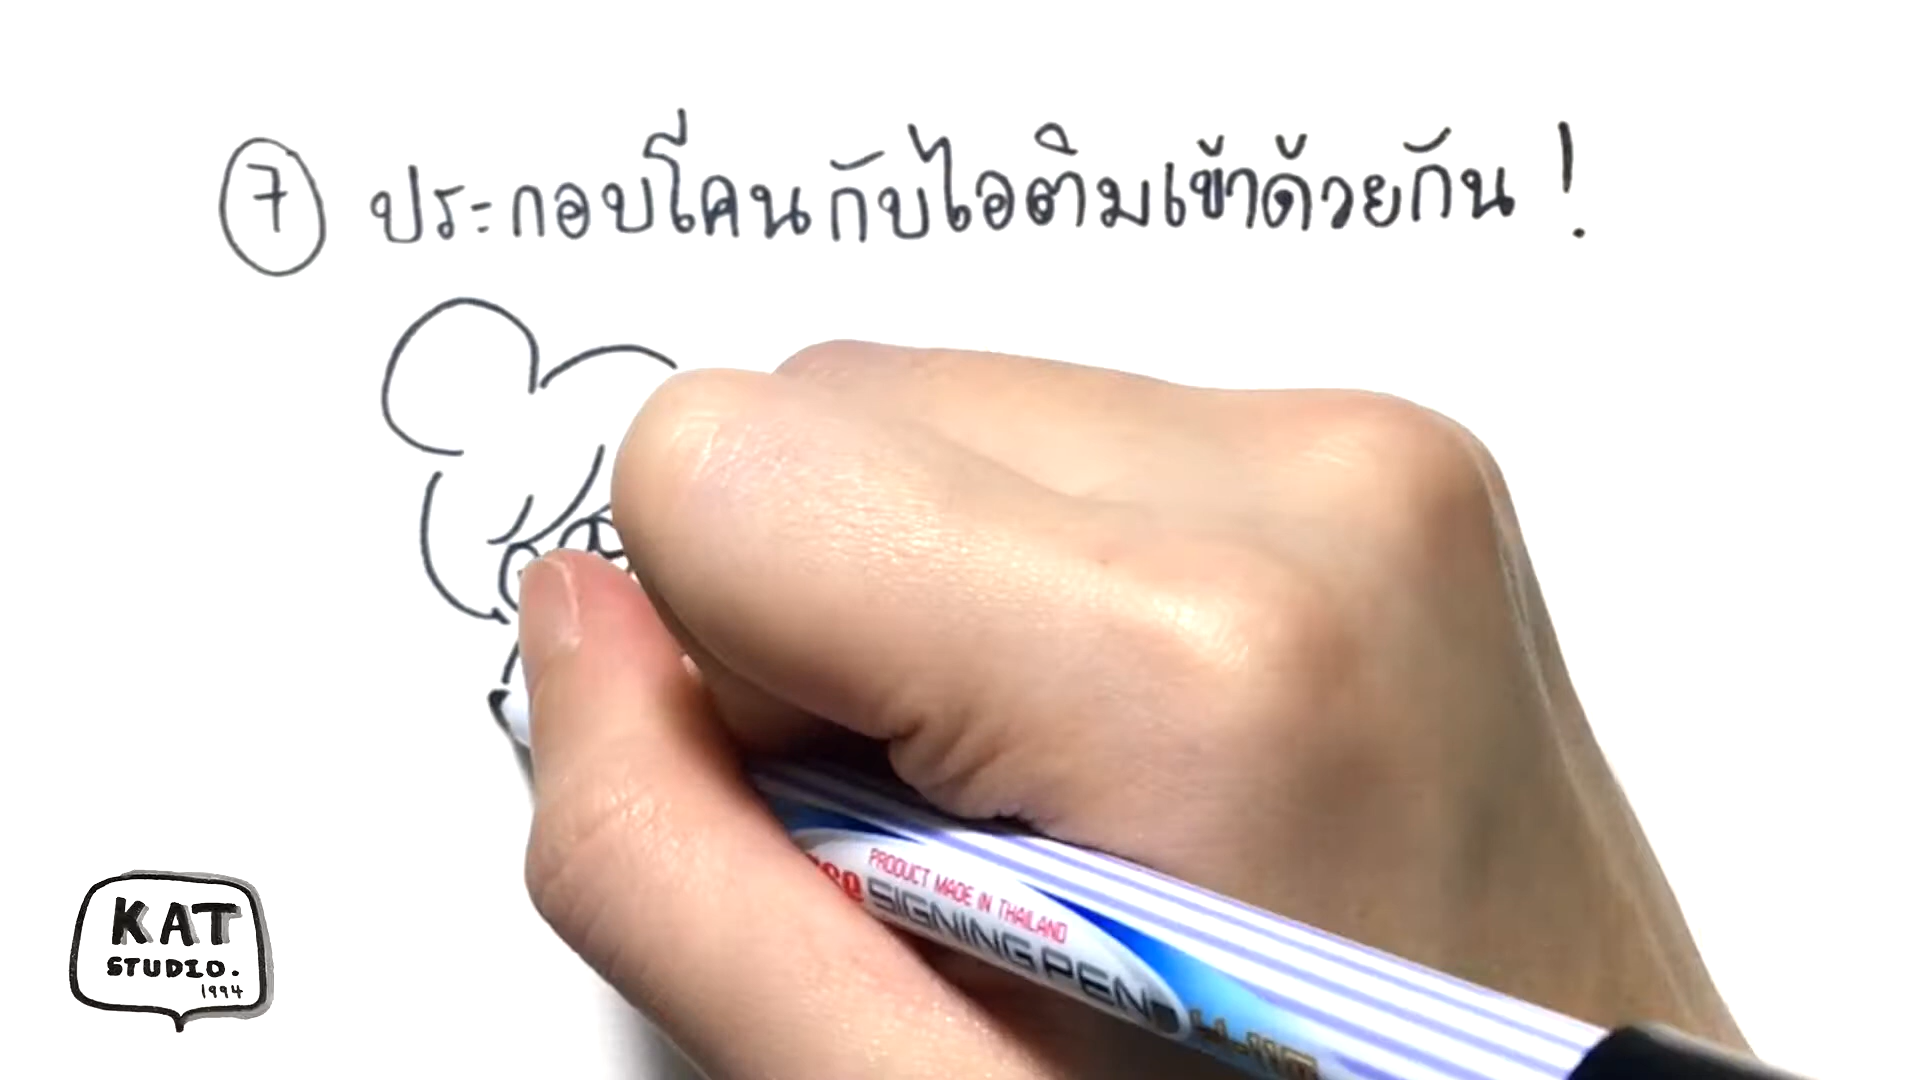 7 ประกอบโคนกับไอติมเข้าด้วยกัน !
PRODUCT MADE IN THAILAND
SIGNING PEN
KAT
STUDIO.
1994